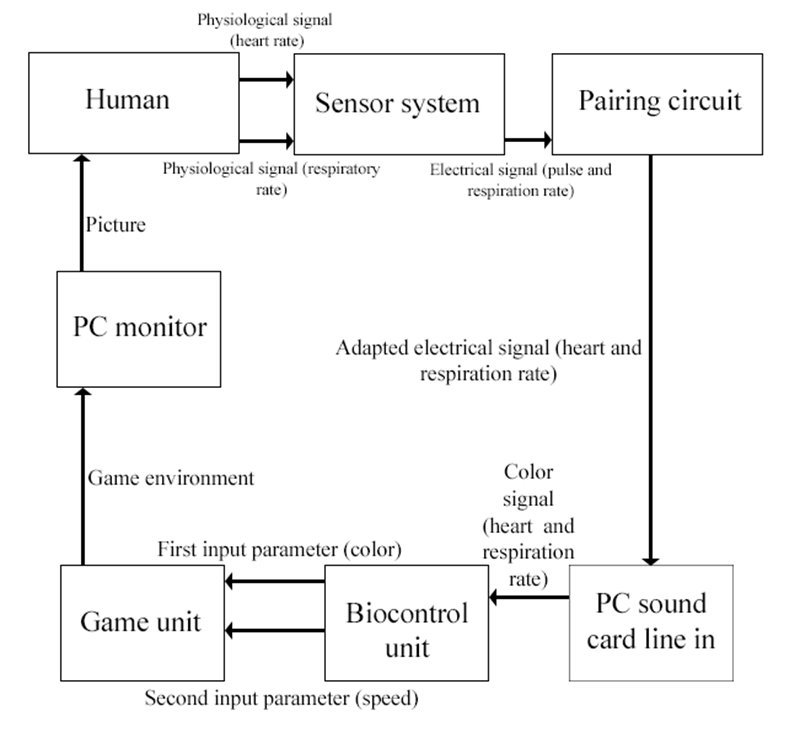 Physiological signal
(heart rate)
Human
Sensor system
Pairing circuit
Physiological signal (respiratory
rate)
Electrical signal (pulse and
respiration rate)
Picture
PC monitor
Adapted electrical signal (heart and
respiration rate)
Game environment
Color
signal
(heart and
respiration
rate)
First input parameter (color)
Game unit
Biocontrol
unit
PC sound
card line in
Second input parameter (speed)